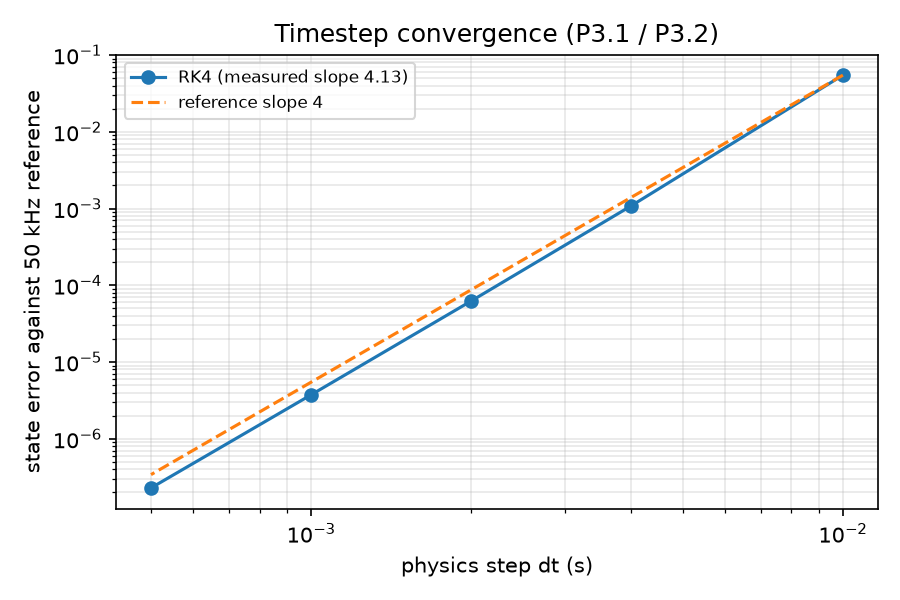 Timestep convergence (P3.1 / P3.2)
RK4 (measured slope 4.13)
reference slope 4
state error against 50 kHz reference
10⁻¹
10⁻²
10⁻³
10⁻⁴
10⁻⁵
10⁻⁶
10⁻³
10⁻²
physics step dt (s)